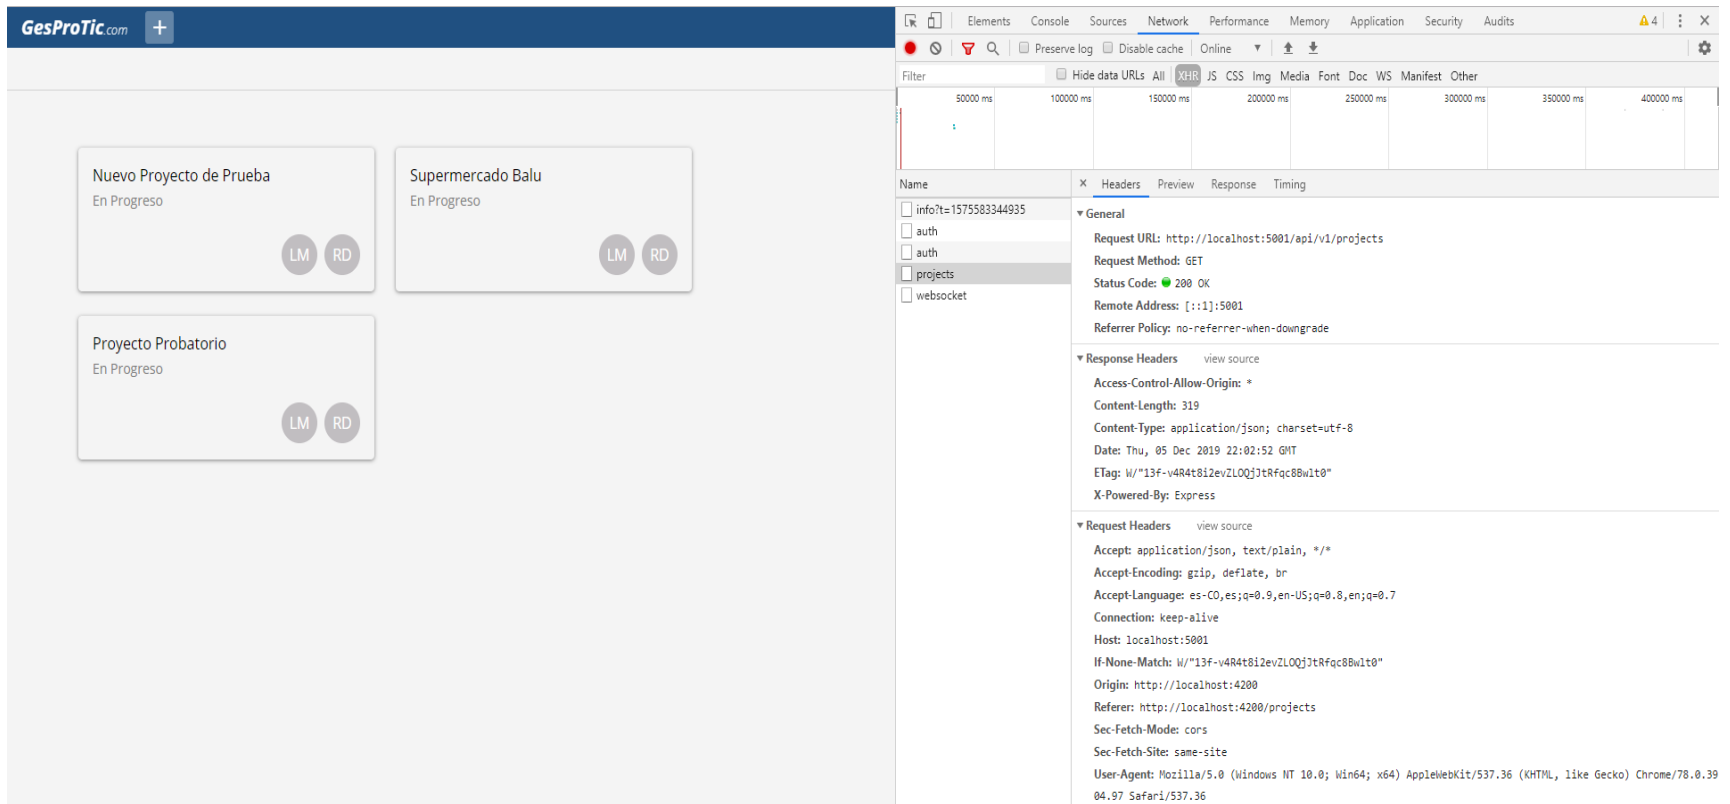 GesProTic.com +
Nuevo Proyecto de Prueba
En Progreso
LM RD
Supermercado Balu
En Progreso
LM RD
Proyecto Probatorio
En Progreso
LM RD
Elements Console Sources Network Performance Memory Application Security Audits 4
Preserve log Disable cache Online
Filter Hide data URLs All XHR JS CSS Img Media Font Doc WS Manifest Other
50000 ms 100000 ms 150000 ms 200000 ms 250000 ms 300000 ms 350000 ms 400000 ms
Name
info?t=1575583344935
auth
auth
projects
websocket
Headers Preview Response Timing
General
Request URL: http://localhost:5001/api/v1/projects
Request Method: GET
Status Code: 200 OK
Remote Address: [::1]:5001
Referrer Policy: no-referrer-when-downgrade
Response Headers view source
Access-Control-Allow-Origin: *
Content-Length: 319
Content-Type: application/json; charset=utf-8
Date: Thu, 05 Dec 2019 22:02:52 GMT
ETag: W/"13f-v4R4t8i2evZLOQjJtRfqc8Bwlt0"
X-Powered-By: Express
Request Headers view source
Accept: application/json, text/plain, */*
Accept-Encoding: gzip, deflate, br
Accept-Language: es-CO,es;q=0.9,en-US;q=0.8,en;q=0.7
Connection: keep-alive
Host: localhost:5001
If-None-Match: W/"13f-v4R4t8i2evZLOQjJtRfqc8Bwlt0"
Origin: http://localhost:4200
Referer: http://localhost:4200/projects
Sec-Fetch-Mode: cors
Sec-Fetch-Site: same-site
User-Agent: Mozilla/5.0 (Windows NT 10.0; Win64; x64) AppleWebKit/537.36 (KHTML, like Gecko) Chrome/78.0.39
04.97 Safari/537.36